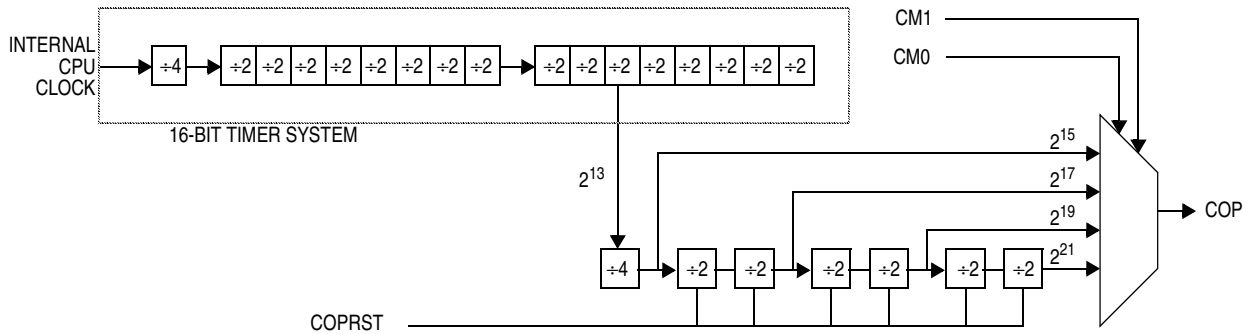 INTERNAL
CPU
CLOCK
÷4
÷2 ÷2 ÷2 ÷2 ÷2 ÷2 ÷2 ÷2
÷2 ÷2 ÷2 ÷2 ÷2 ÷2 ÷2 ÷2
16-BIT TIMER SYSTEM
CM1
CM0
2^13
2^15
2^17
2^19
2^21
÷4 ÷2 ÷2 ÷2 ÷2 ÷2 ÷2
COP
COPRST